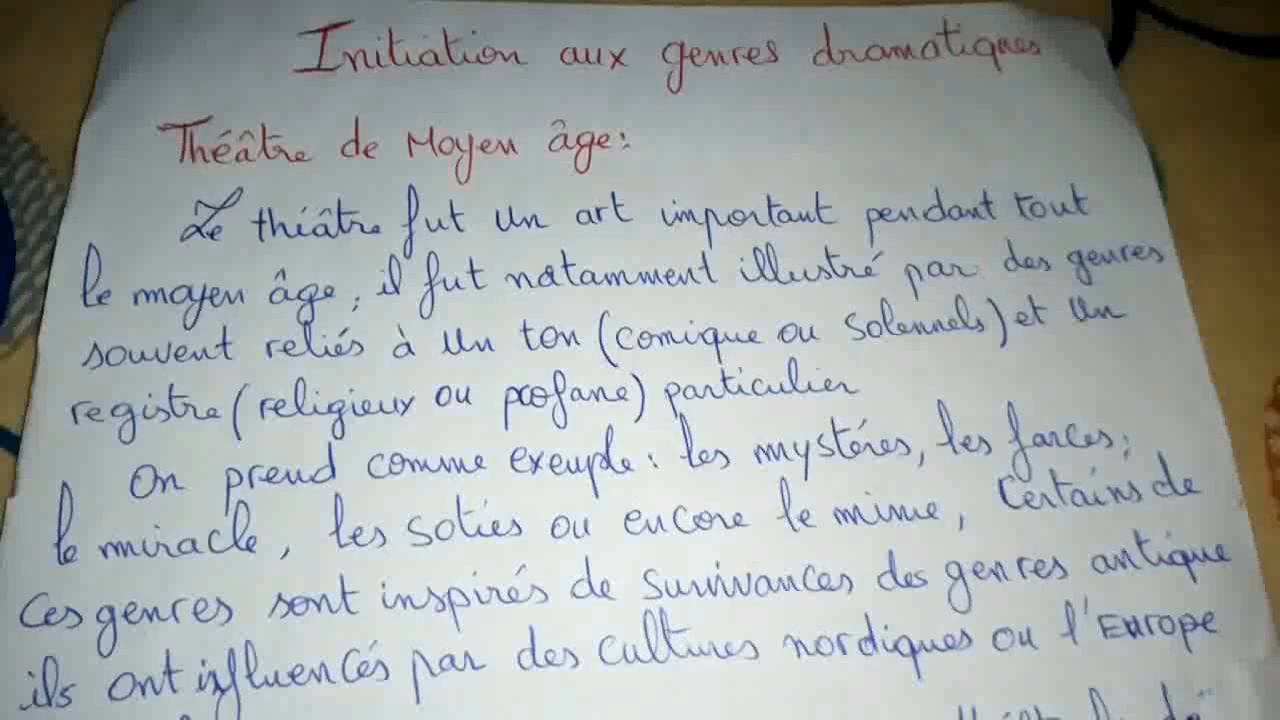 Initiation aux genres dramatiques
Théâtre de Moyen âge:
Le théâtre fut un art important pendant tout
le moyen âge, il fut notamment illustré par des genres
souvent reliés à un ton (comique ou solennels) et un
registre (religieux ou profane) particulier
On prend comme exemple: les mystéres, les farces,
le miracle, les soties ou encore le mime, Certains de
ces genres sont inspirés de survivances des genres antique
ils ont influencés par des cultures nordiques ou l'Europe